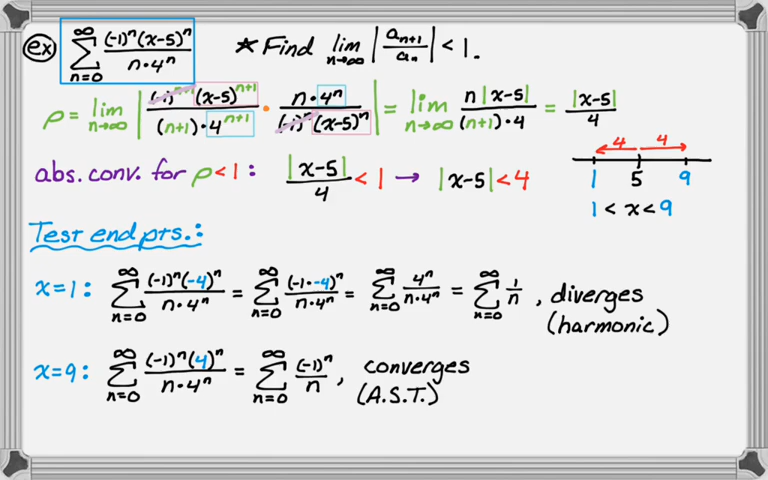 ex ∑_{n=0}^{∞} (-1)^n (x-5)^n / n·4^n ★ Find lim_{n→∞} |a_{n+1}/a_n| < 1.
ρ = lim_{n→∞} | (-1)^{n+1} (x-5)^{n+1} / (n+1)·4^{n+1} · n·4^n / (-1)^n (x-5)^n | = lim_{n→∞} n|x-5| / (n+1)·4 = |x-5| / 4
abs. conv. for ρ<1: |x-5| / 4 < 1 → |x-5| < 4
4 4
1 5 9
1 < x < 9
Test end pts.:
x=1: ∑_{n=0}^{∞} (-1)^n (-4)^n / n·4^n = ∑_{n=0}^{∞} (-1·-4)^n / n·4^n = ∑_{n=0}^{∞} 4^n / n·4^n = ∑_{n=0}^{∞} 1/n , diverges
(harmonic)
x=9: ∑_{n=0}^{∞} (-1)^n (4)^n / n·4^n = ∑_{n=0}^{∞} (-1)^n / n , converges
(A.S.T.)